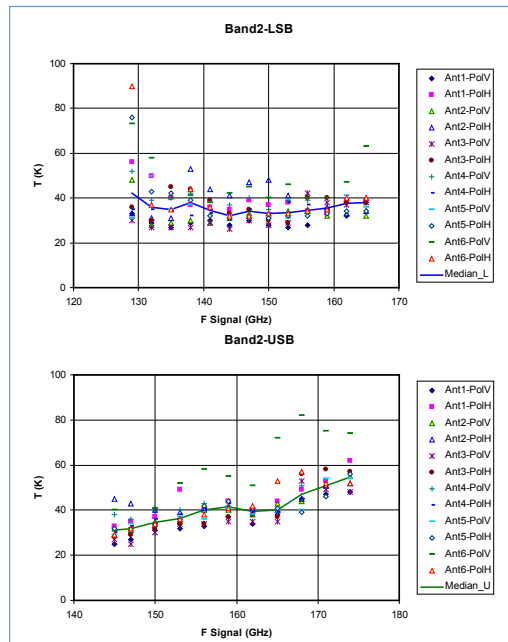 Band2-LSB
100
80
60
40
20
0
T (K)
120 130 140 150 160 170
F Signal (GHz)
Ant1-PolV
Ant1-PolH
Ant2-PolV
Ant2-PolH
Ant3-PolV
Ant3-PolH
Ant4-PolV
Ant4-PolH
Ant5-PolV
Ant5-PolH
Ant6-PolV
Ant6-PolH
Median_L
Band2-USB
100
80
60
40
20
0
T (K)
140 150 160 170 180
F Signal (GHz)
Ant1-PolV
Ant1-PolH
Ant2-PolV
Ant2-PolH
Ant3-PolV
Ant3-PolH
Ant4-PolV
Ant4-PolH
Ant5-PolV
Ant5-PolH
Ant6-PolV
Ant6-PolH
Median_U